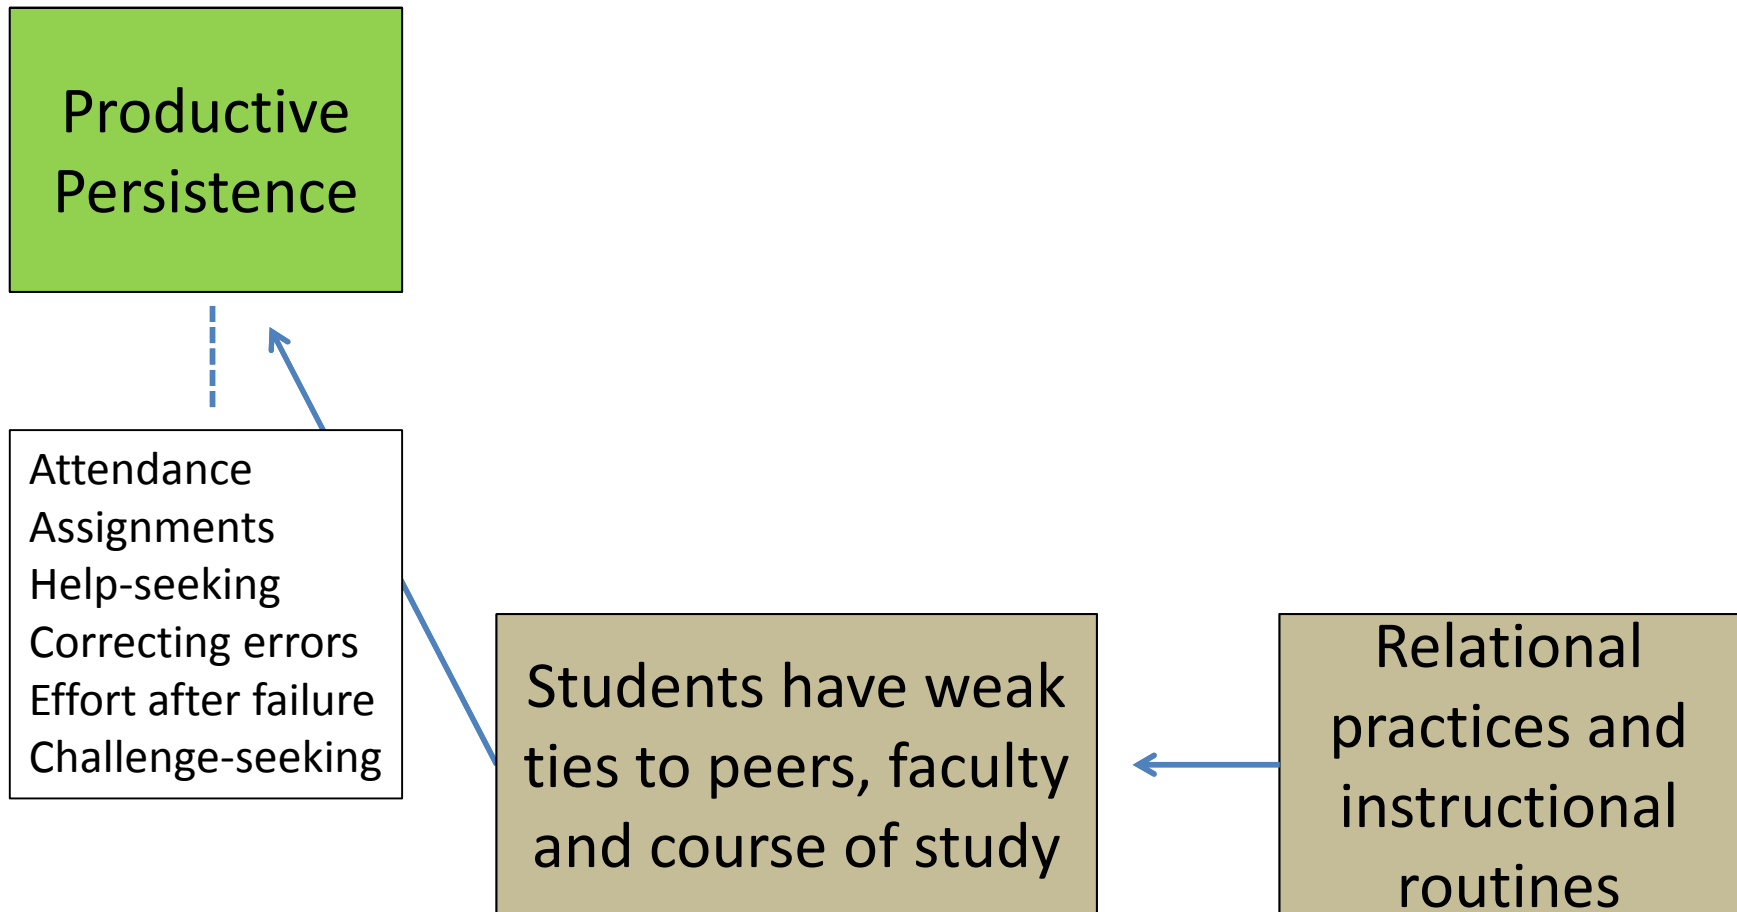 Productive
Persistence
Attendance
Assignments
Help-seeking
Correcting errors
Effort after failure
Challenge-seeking
Students have weak
ties to peers, faculty
and course of study
Relational
practices and
instructional
routines